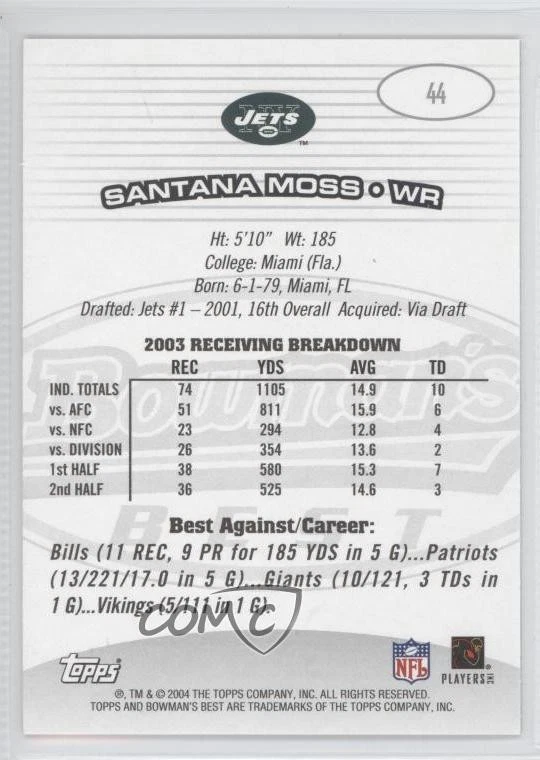 44
NY
JETS
TM
SANTANA MOSS • WR
Ht: 5'10" Wt: 185
College: Miami (Fla.)
Born: 6-1-79, Miami, FL
Drafted: Jets #1 – 2001, 16th Overall Acquired: Via Draft
2003 RECEIVING BREAKDOWN
REC YDS AVG TD
IND. TOTALS 74 1105 14.9 10
vs. AFC 51 811 15.9 6
vs. NFC 23 294 12.8 4
vs. DIVISION 26 354 13.6 2
1st HALF 38 580 15.3 7
2nd HALF 36 525 14.6 3
Bowman's
BEST
Best Against/Career:
Bills (11 REC, 9 PR for 185 YDS in 5 G)...Patriots
(13/221/17.0 in 5 G)...Giants (10/121, 3 TDs in
1 G)...Vikings (5/111 in 1 G).
COMC
Topps®
NFL
PLAYERS INC ®
®, TM & © 2004 THE TOPPS COMPANY, INC. ALL RIGHTS RESERVED.
TOPPS AND BOWMAN'S BEST ARE TRADEMARKS OF THE TOPPS COMPANY, INC.